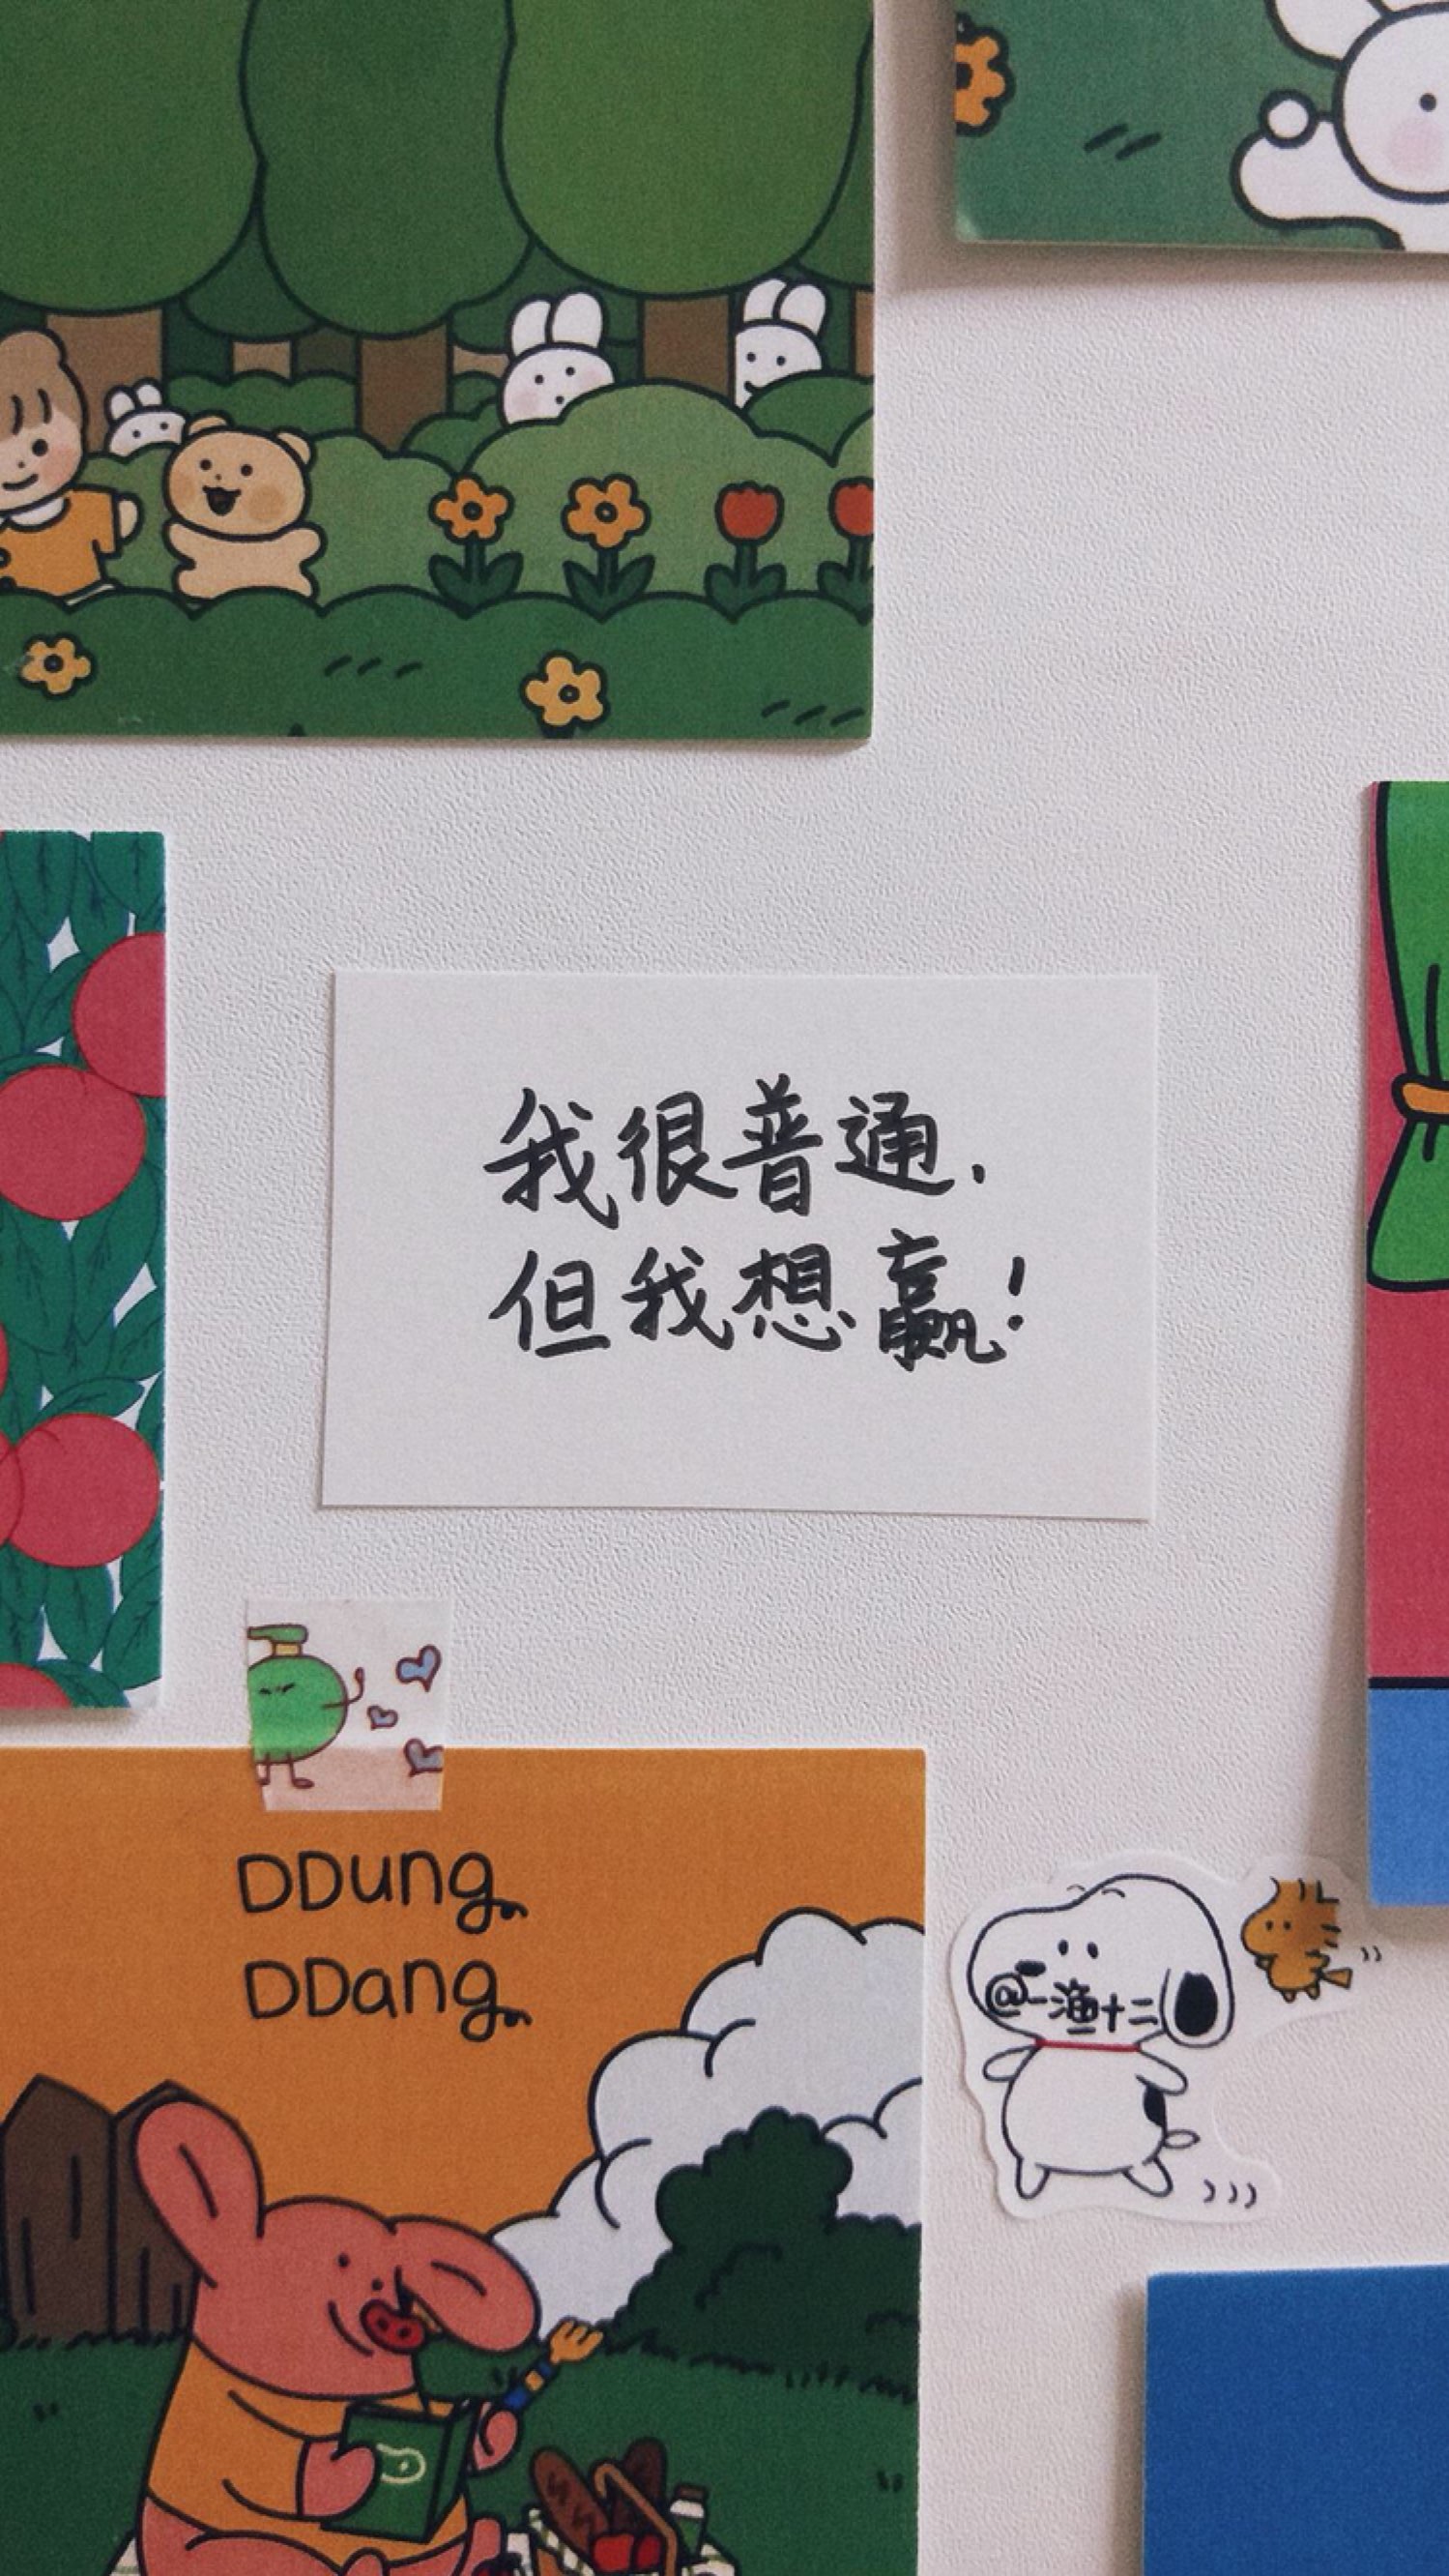 我很普通.
但我想赢!
DDung
DDang
@一渔十二